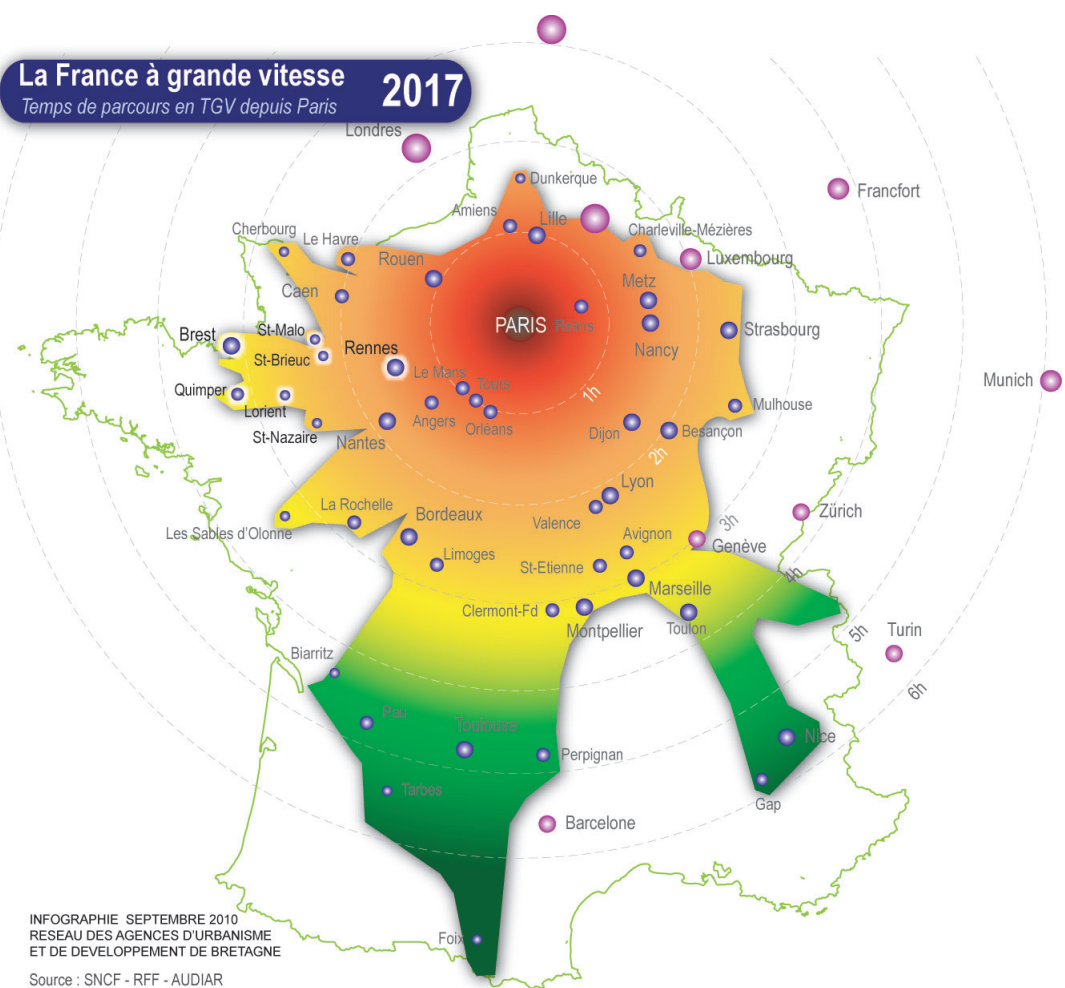 La France à grande vitesse
2017
Temps de parcours en TGV depuis Paris
Londres
Dunkerque
Francfort
Amiens
Lille
Charleville-Mézières
Cherbourg
Le Havre
Rouen
Luxembourg
Caen
Metz
Brest
St-Malo
PARIS
Reims
Strasbourg
St-Brieuc
Rennes
Nancy
Le Mans
Tours
Munich
Quimper
1h
Lorient
Angers
Orléans
Mulhouse
St-Nazaire
Nantes
Dijon
Besançon
2h
Lyon
La Rochelle
Bordeaux
Valence
Zürich
Les Sables d'Olonne
Avignon
3h
Genève
Limoges
St-Etienne
4h
Marseille
Clermont-Fd
Montpellier
Toulon
5h
Turin
Biarritz
6h
Pau
Toulouse
Nice
Perpignan
Tarbes
Gap
Barcelone
INFOGRAPHIE SEPTEMBRE 2010
RESEAU DES AGENCES D'URBANISME
ET DE DEVELOPPEMENT DE BRETAGNE
Foix
Source : SNCF - RFF - AUDIAR